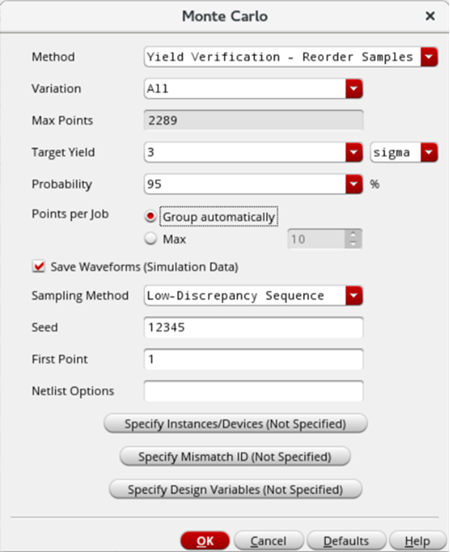 Monte Carlo
Method Yield Verification - Reorder Samples
Variation All
Max Points 2289
Target Yield 3 sigma
Probability 95 %
Points per Job Group automatically
Max 10
Save Waveforms (Simulation Data)
Sampling Method Low-Discrepancy Sequence
Seed 12345
First Point 1
Netlist Options
Specify Instances/Devices (Not Specified)
Specify Mismatch ID (Not Specified)
Specify Design Variables (Not Specified)
OK Cancel Defaults Help